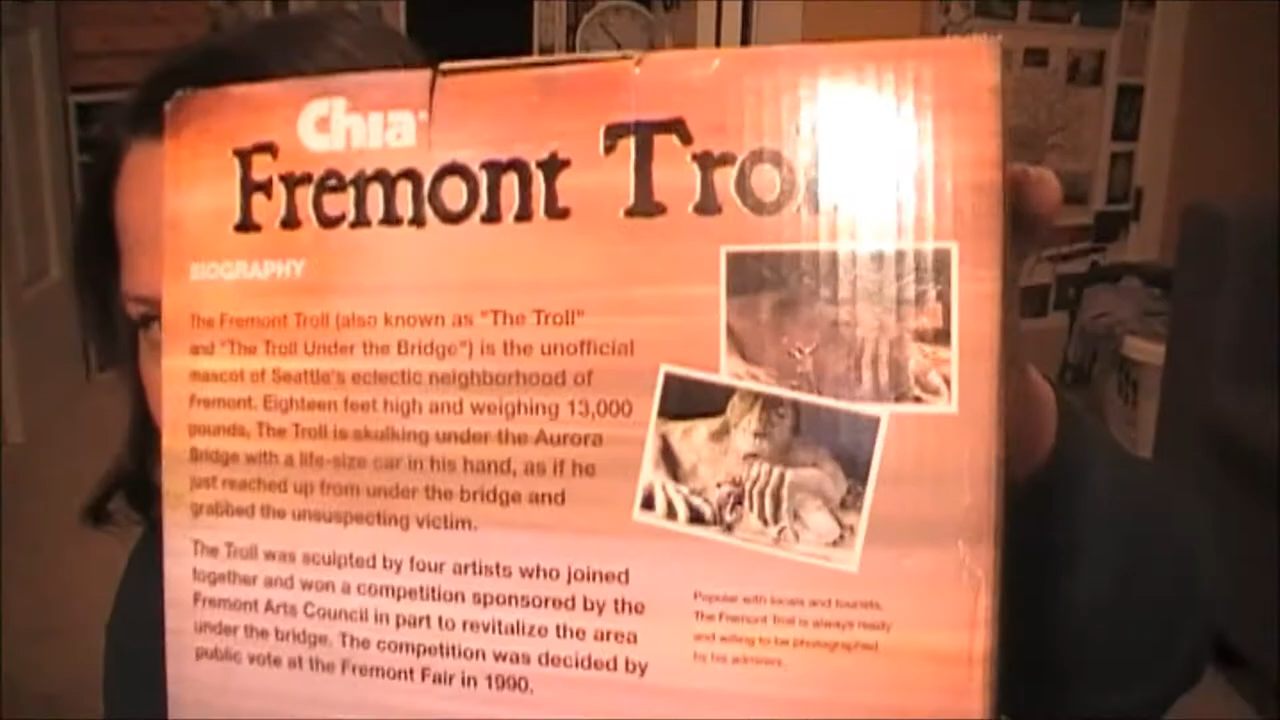 Chia
Fremont Tro
BIOGRAPHY
The Fremont Troll (also known as "The Troll"
and "The Troll Under the Bridge") is the unofficial
mascot of Seattle's eclectic neighborhood of
Fremont. Eighteen feet high and weighing 13,000
pounds, The Troll is skulking under the Aurora
Bridge with a life-size car in his hand, as if he
just reached up from under the bridge and
grabbed the unsuspecting victim.
The Troll was sculpted by four artists who joined
together and won a competition sponsored by the
Fremont Arts Council in part to revitalize the area
under the bridge. The competition was decided by
public vote at the Fremont Fair in 1990.
Popular with locals and tourists,
The Fremont Troll is always ready
and willing to be photographed
by his admirers.